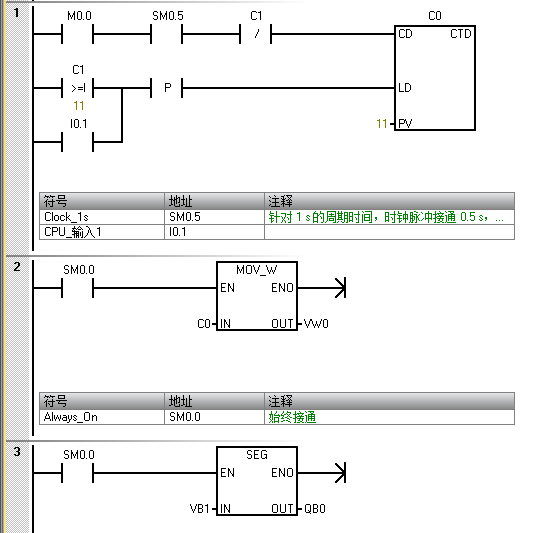 1
M0.0 SM0.5 C1 C0
/ CD CTD
C1
>=I P LD
11
I0.1
11 PV
符号 地址 注释
Clock_1s SM0.5 针对 1 s 的周期时间，时钟脉冲接通 0.5 s，...
CPU_输入1 I0.1
2
SM0.0 MOV_W
EN ENO
C0 IN OUT VW0
符号 地址 注释
Always_On SM0.0 始终接通
3
SM0.0 SEG
EN ENO
VB1 IN OUT QB0